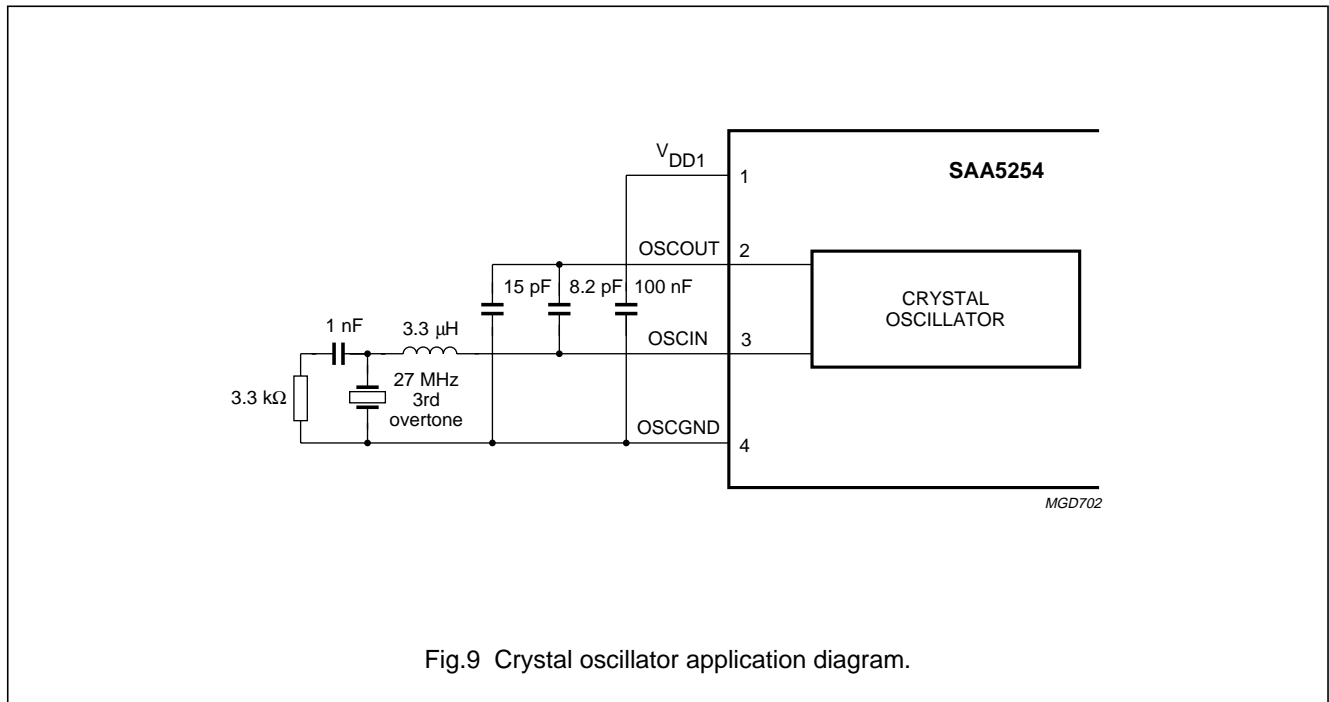 VDD1
1
SAA5254
OSCOUT
2
15 pF
8.2 pF
100 nF
CRYSTAL
OSCILLATOR
1 nF
3.3 μH
OSCIN
3
3.3 kΩ
27 MHz
3rd
overtone
OSCGND
4
MGD702
Fig.9 Crystal oscillator application diagram.